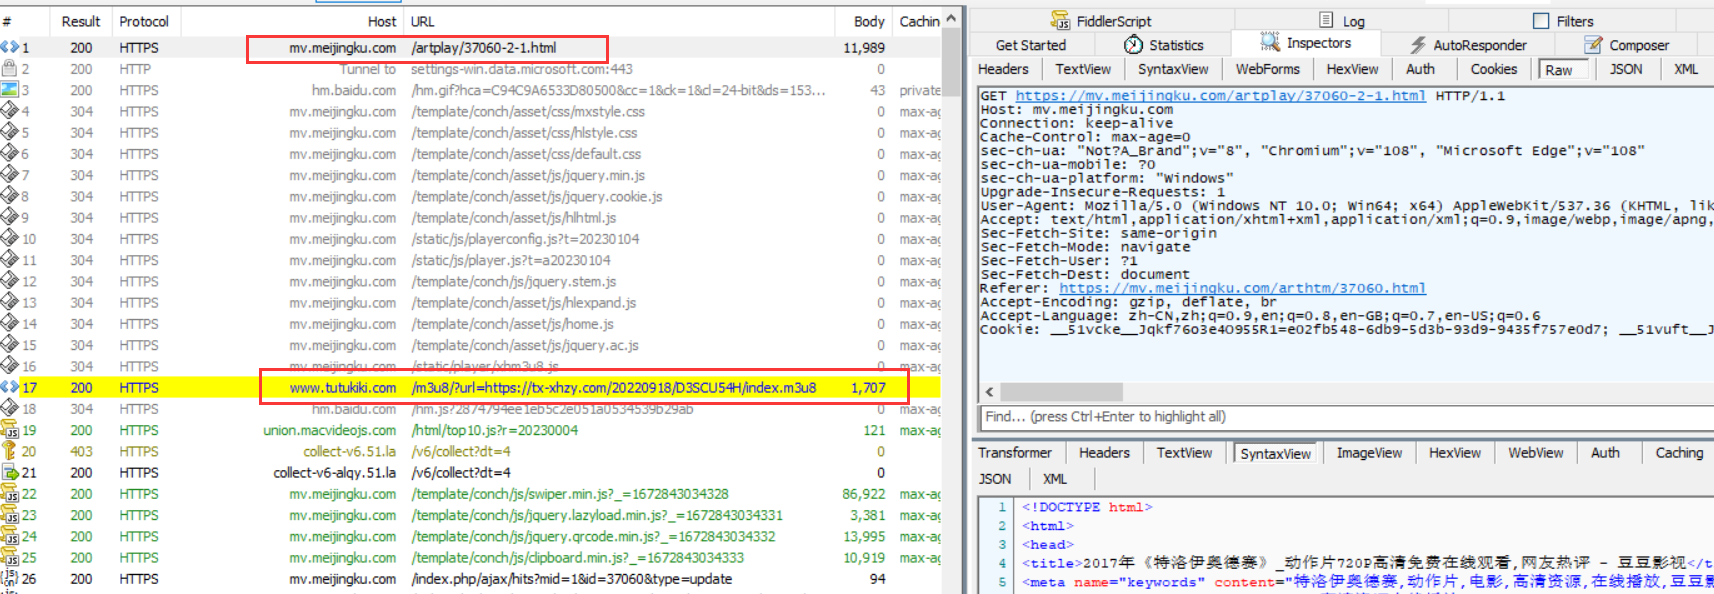 # Result Protocol Host URL Body Cachin
1 200 HTTPS mv.meijingku.com /artplay/37060-2-1.html 11,989
2 200 HTTP Tunnel to settings-win.data.microsoft.com:443 0
3 200 HTTPS hm.baidu.com /hm.gif?hca=C94C9A6533D80500&cc=1&ck=1&cl=24-bit&ds=153... 43 private
4 304 HTTPS mv.meijingku.com /template/conch/asset/css/mxstyle.css 0 max-ag
5 304 HTTPS mv.meijingku.com /template/conch/asset/css/hlstyle.css 0 max-ag
6 304 HTTPS mv.meijingku.com /template/conch/asset/css/default.css 0 max-ag
7 304 HTTPS mv.meijingku.com /template/conch/asset/js/jquery.min.js 0 max-ag
8 304 HTTPS mv.meijingku.com /template/conch/asset/js/jquery.cookie.js 0 max-ag
9 304 HTTPS mv.meijingku.com /template/conch/asset/js/hlhtml.js 0 max-ag
10 304 HTTPS mv.meijingku.com /static/js/playerconfig.js?t=20230104 0 max-ag
11 304 HTTPS mv.meijingku.com /static/js/player.js?t=a20230104 0 max-ag
12 304 HTTPS mv.meijingku.com /template/conch/js/jquery.stem.js 0 max-ag
13 304 HTTPS mv.meijingku.com /template/conch/asset/js/hlexpand.js 0 max-ag
14 304 HTTPS mv.meijingku.com /template/conch/asset/js/home.js 0 max-ag
15 304 HTTPS mv.meijingku.com /template/conch/asset/js/jquery.ac.js 0 max-ag
16 304 HTTPS mv.meijingku.com /static/player/xhm3u8.js 0 max-ag
17 200 HTTPS www.tutukiki.com /m3u8/?url=https://tx-xhzy.com/20220918/D3SCU54H/index.m3u8 1,707
18 304 HTTPS hm.baidu.com /hm.js?2874794ee1eb5c2e051a0534539b29ab 0 max-ag
19 200 HTTPS union.macvideojs.com /html/top10.js?r=20230004 121 max-ag
20 403 HTTPS collect-v6.51.la /v6/collect?dt=4 0
21 200 HTTPS collect-v6-alqy.51.la /v6/collect?dt=4 0
22 200 HTTPS mv.meijingku.com /template/conch/js/swiper.min.js?_=1672843034328 86,922 max-ag
23 200 HTTPS mv.meijingku.com /template/conch/js/jquery.lazyload.min.js?_=1672843034331 3,381 max-ag
24 200 HTTPS mv.meijingku.com /template/conch/js/jquery.qrcode.min.js?_=1672843034332 13,995 max-ag
25 200 HTTPS mv.meijingku.com /template/conch/js/clipboard.min.js?_=1672843034333 10,919 max-ag
26 200 HTTPS mv.meijingku.com /index.php/ajax/hits?mid=1&id=37060&type=update 94
FiddlerScript Log Filters
Get Started Statistics Inspectors AutoResponder Composer
Headers TextView SyntaxView WebForms HexView Auth Cookies Raw JSON XML
GET https://mv.meijingku.com/artplay/37060-2-1.html HTTP/1.1
Host: mv.meijingku.com
Connection: keep-alive
Cache-Control: max-age=0
sec-ch-ua: "Not?A_Brand";v="8", "Chromium";v="108", "Microsoft Edge";v="108"
sec-ch-ua-mobile: ?0
sec-ch-ua-platform: "Windows"
Upgrade-Insecure-Requests: 1
User-Agent: Mozilla/5.0 (Windows NT 10.0; Win64; x64) AppleWebKit/537.36 (KHTML, lik
Accept: text/html,application/xhtml+xml,application/xml;q=0.9,image/webp,image/apng,
Sec-Fetch-Site: same-origin
Sec-Fetch-Mode: navigate
Sec-Fetch-User: ?1
Sec-Fetch-Dest: document
Referer: https://mv.meijingku.com/arthtm/37060.html
Accept-Encoding: gzip, deflate, br
Accept-Language: zh-CN,zh;q=0.9,en;q=0.8,en-GB;q=0.7,en-US;q=0.6
Cookie: __51vcke__Jqkf76o3e40955R1=e02fb548-6db9-5d3b-93d9-9435f757e0d7; __51vuft__J
Find... (press Ctrl+Enter to highlight all)
Transformer Headers TextView SyntaxView ImageView HexView WebView Auth Caching
JSON XML
1 <!DOCTYPE html>
2 <html>
3 <head>
4 <title>2017年《特洛伊奥德赛》_动作片720P高清免费在线观看,网友热评 - 豆豆影视</t
5 <meta name="keywords" content="特洛伊奥德赛,动作片,电影,高清资源,在线播放,豆豆影